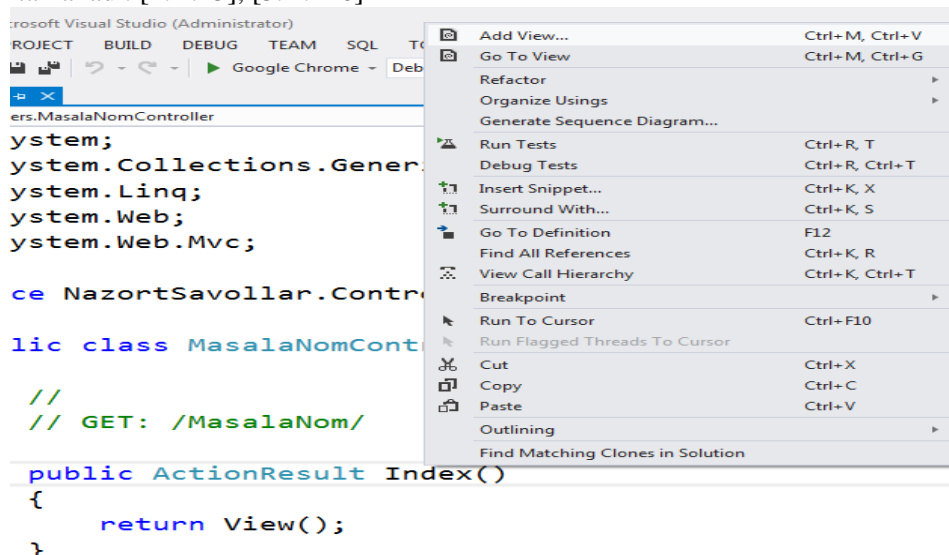 crosoft Visual Studio (Administrator)
ROJECT BUILD DEBUG TEAM SQL
Google Chrome Deb
ers.MasalaNomController
ystem;
ystem.Collections.Gener
ystem.Linq;
ystem.Web;
ystem.Web.Mvc;
ce NazortSavollar.Contr
lic class MasalaNomCont
//
// GET: /MasalaNom/
public ActionResult Index()
{
return View();
}
Add View... Ctrl+M, Ctrl+V
Go To View Ctrl+M, Ctrl+G
Refactor
Organize Usings
Generate Sequence Diagram...
Run Tests Ctrl+R, T
Debug Tests Ctrl+R, Ctrl+T
Insert Snippet... Ctrl+K, X
Surround With... Ctrl+K, S
Go To Definition F12
Find All References Ctrl+K, R
View Call Hierarchy Ctrl+K, Ctrl+T
Breakpoint
Run To Cursor Ctrl+F10
Run Flagged Threads To Cursor
Cut Ctrl+X
Copy Ctrl+C
Paste Ctrl+V
Outlining
Find Matching Clones in Solution